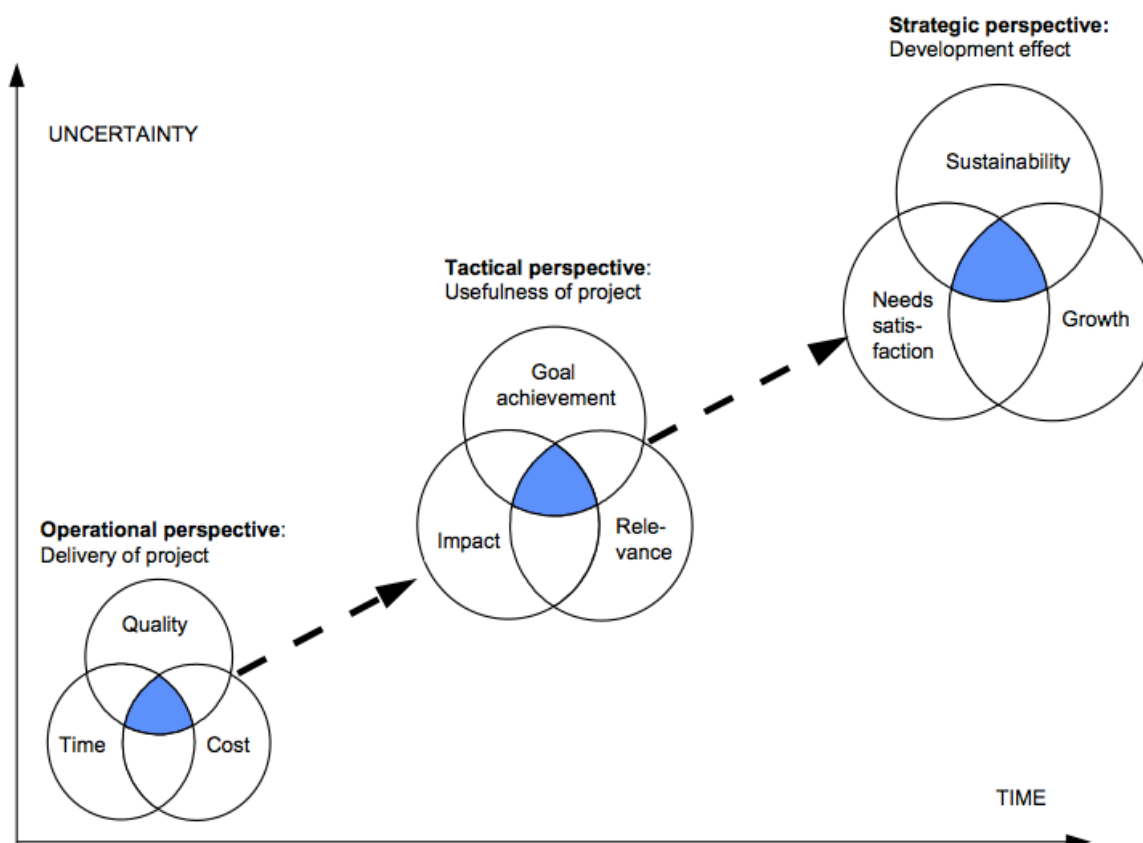 Strategic perspective:
Development effect
UNCERTAINTY
Sustainability
Needs
satis-
faction
Growth
Tactical perspective:
Usefulness of project
Goal
achievement
Impact
Rele-
vance
Operational perspective:
Delivery of project
Quality
Time
Cost
TIME